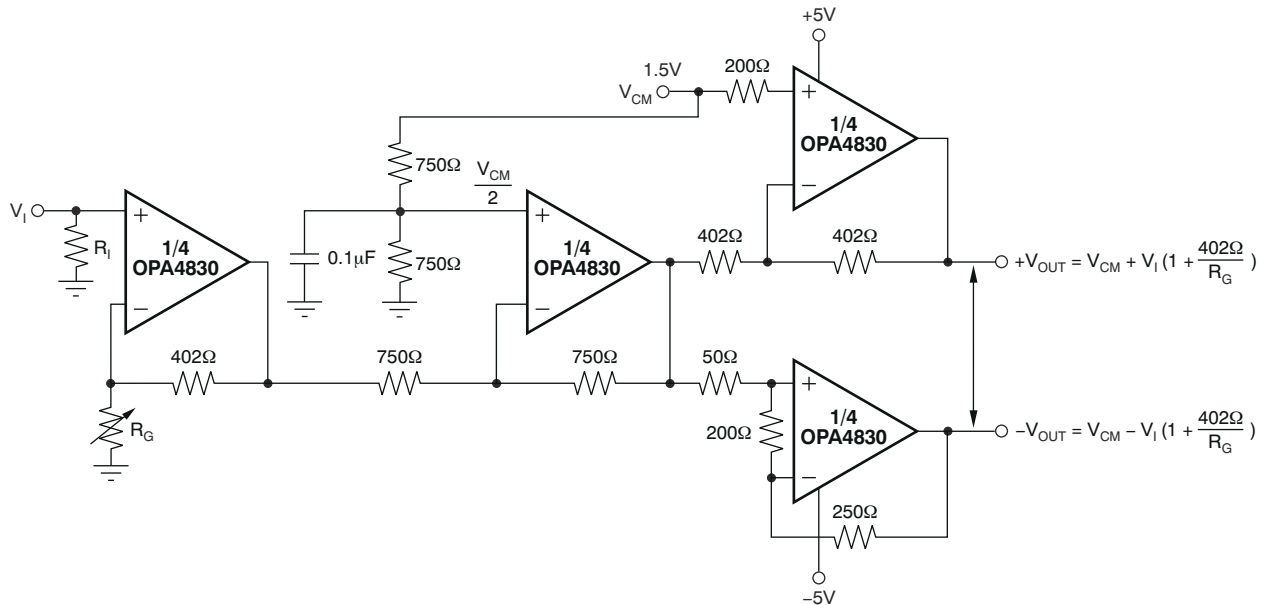 +5V
1.5V
V_CM
200Ω
+
1/4
OPA4830
−
750Ω
V_CM
2
V_I
R_I
+
1/4
OPA4830
−
0.1μF
750Ω
+
1/4
OPA4830
−
402Ω
402Ω
+V_OUT = V_CM + V_I (1 + 402Ω/R_G )
402Ω
R_G
750Ω
750Ω
50Ω
200Ω
+
1/4
OPA4830
−
−V_OUT = V_CM − V_I (1 + 402Ω/R_G )
250Ω
−5V